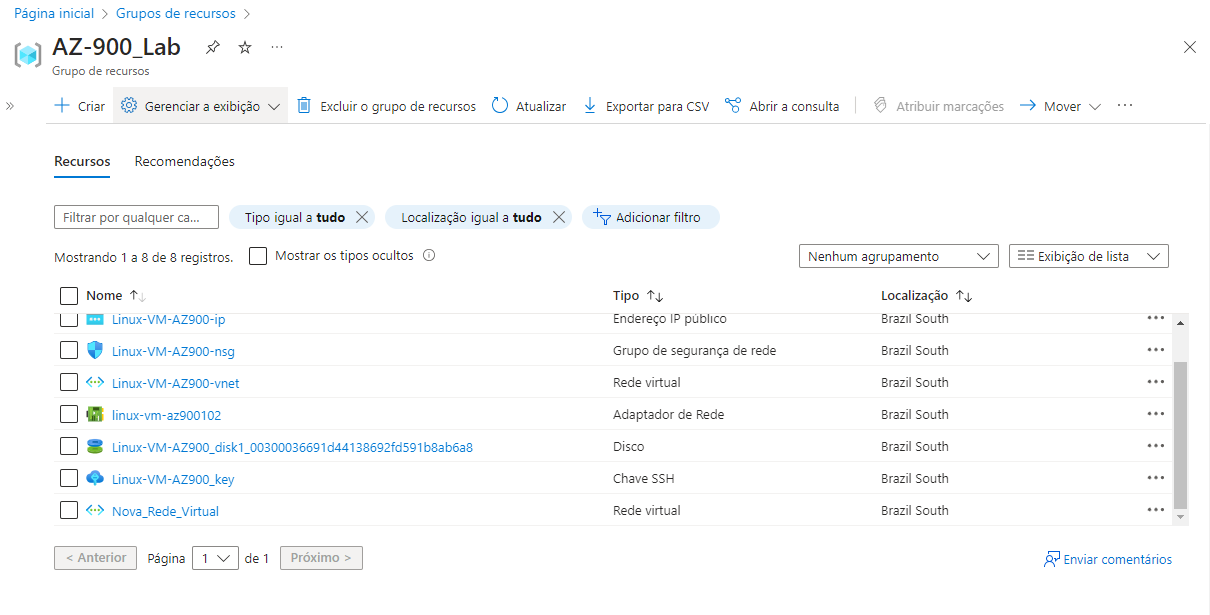 Página inicial > Grupos de recursos >
AZ-900_Lab
Grupo de recursos
Criar Gerenciar a exibição Excluir o grupo de recursos Atualizar Exportar para CSV Abrir a consulta Atribuir marcações Mover
Recursos Recomendações
Filtrar por qualquer ca... Tipo igual a tudo Localização igual a tudo Adicionar filtro
Mostrando 1 a 8 de 8 registros. Mostrar os tipos ocultos Nenhum agrupamento Exibição de lista
Nome Tipo Localização
Linux-VM-AZ900-ip Endereço IP público Brazil South
Linux-VM-AZ900-nsg Grupo de segurança de rede Brazil South
Linux-VM-AZ900-vnet Rede virtual Brazil South
linux-vm-az900102 Adaptador de Rede Brazil South
Linux-VM-AZ900_disk1_00300036691d44138692fd591b8ab6a8 Disco Brazil South
Linux-VM-AZ900_key Chave SSH Brazil South
Nova_Rede_Virtual Rede virtual Brazil South
< Anterior Página 1 de 1 Próximo > Enviar comentários